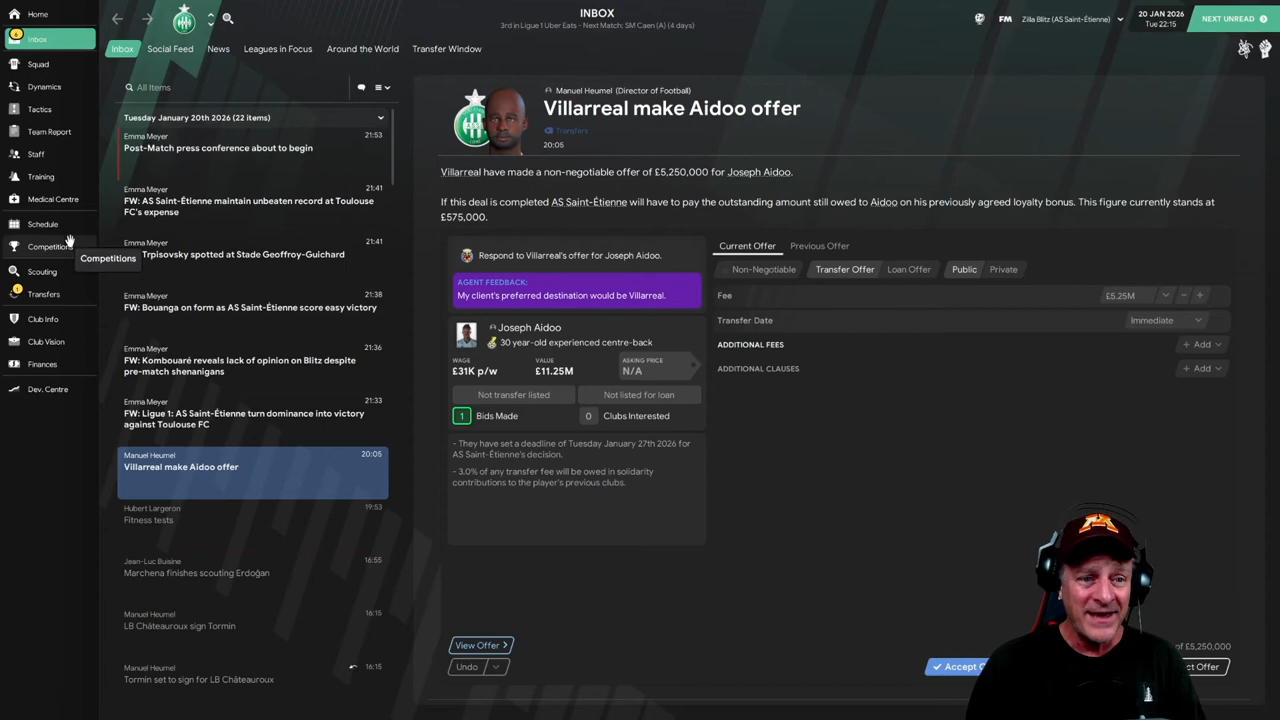 Home
6
Inbox
Squad
Dynamics
Tactics
Team Report
Staff
Training
Medical Centre
Schedule
Competitions
Competitions
Scouting
1
Transfers
Club Info
Club Vision
Finances
Dev. Centre
INBOX
3rd in Ligue 1 Uber Eats - Next Match: SM Caen (A) (4 days)
FM
Zilla Blitz (AS Saint-Étienne)
20 JAN 2026
Tue 22:15
NEXT UNREAD
Inbox
Social Feed
News
Leagues in Focus
Around the World
Transfer Window
All Items
Tuesday January 20th 2026 (22 items)
Emma Meyer 21:53
Post-Match press conference about to begin
Emma Meyer 21:41
FW: AS Saint-Étienne maintain unbeaten record at Toulouse
FC's expense
Emma Meyer 21:41
Trpisovsky spotted at Stade Geoffroy-Guichard
Emma Meyer 21:38
FW: Bouanga on form as AS Saint-Étienne score easy victory
Emma Meyer 21:36
FW: Kombouaré reveals lack of opinion on Blitz despite
pre-match shenanigans
Emma Meyer 21:33
FW: Ligue 1: AS Saint-Étienne turn dominance into victory
against Toulouse FC
Manuel Heumel 20:05
Villarreal make Aidoo offer
Hubert Largeron 19:53
Fitness tests
Jean-Luc Buisine 16:55
Marchena finishes scouting Erdoğan
Manuel Heumel 16:15
LB Châteauroux sign Tormin
Manuel Heumel 16:15
Tormin set to sign for LB Châteauroux
Manuel Heumel (Director of Football)
Villarreal make Aidoo offer
Transfers
20:05
Villarreal have made a non-negotiable offer of £5,250,000 for Joseph Aidoo.
If this deal is completed AS Saint-Étienne will have to pay the outstanding amount still owed to Aidoo on his previously agreed loyalty bonus. This figure currently stands at
£575,000.
Respond to Villarreal's offer for Joseph Aidoo.
AGENT FEEDBACK:
My client's preferred destination would be Villarreal.
Joseph Aidoo
30 year-old experienced centre-back
WAGE
£31K p/w
VALUE
£11.25M
ASKING PRICE
N/A
Not transfer listed
Not listed for loan
1 Bids Made
0 Clubs Interested
- They have set a deadline of Tuesday January 27th 2026 for
AS Saint-Étienne's decision.
- 3.0% of any transfer fee will be owed in solidarity
contributions to the player's previous clubs.
Current Offer
Previous Offer
Non-Negotiable
Transfer Offer
Loan Offer
Public
Private
Fee £5.25M
Transfer Date Immediate
ADDITIONAL FEES + Add
ADDITIONAL CLAUSES + Add
View Offer
Undo
of £5,250,000
Accept
Offer